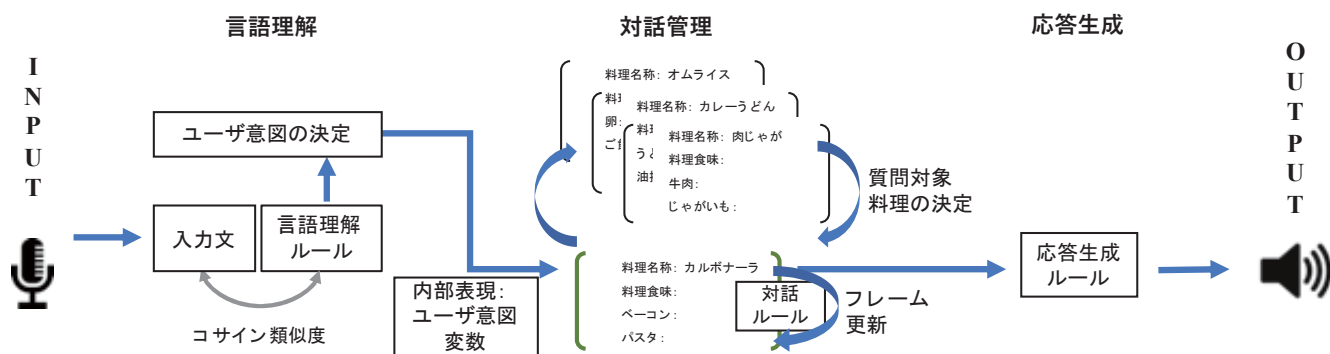 言語理解
対話管理
応答生成
INPUT
OUTPUT
ユーザ意図の決定
入力文
言語理解
ルール
コサイン類似度
内部表現:
ユーザ意図
変数
料理名称: オムライス
卵:
料理名称: カレーうどん
料理名称: 肉じゃが
料理食味:
牛肉:
じゃがいも:
質問対象
料理の決定
料理名称: カルボナーラ
料理食味:
ベーコン:
パスタ:
対話
ルール
フレーム
更新
応答生成
ルール